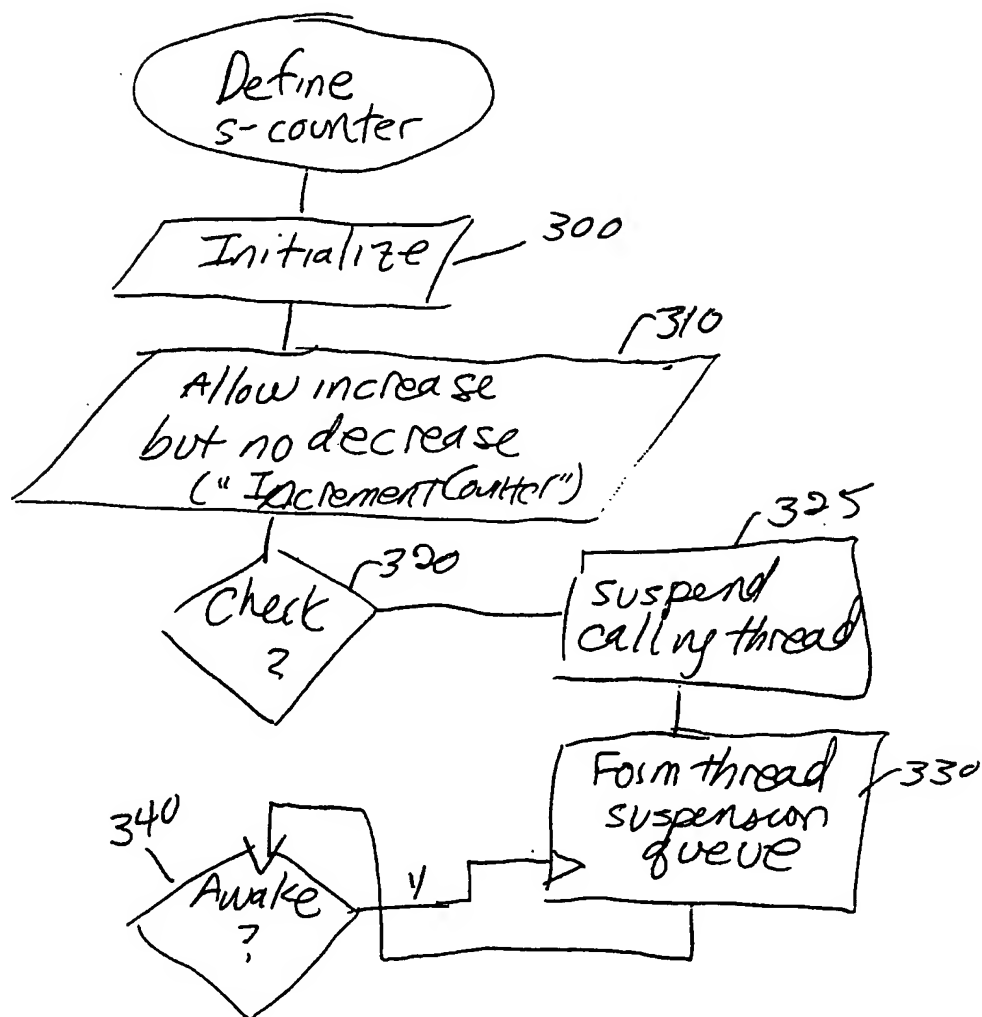 Define
s-counter
Initialize
300
310
Allow increase
but no decrease
("IncrementCounter")
320
Check
?
325
suspend
calling thread
Form thread
suspension
queue
330
340
Awake
?
y